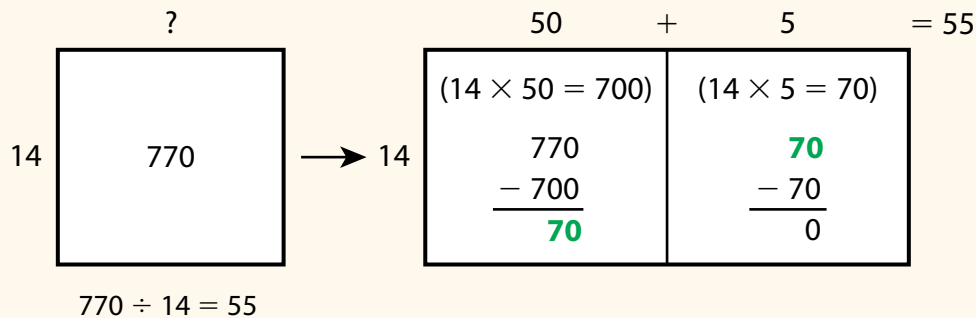 ?
14
770
770 ÷ 14 = 55
50 + 5 = 55
14
(14 × 50 = 700)
770
− 700
70
(14 × 5 = 70)
70
− 70
0